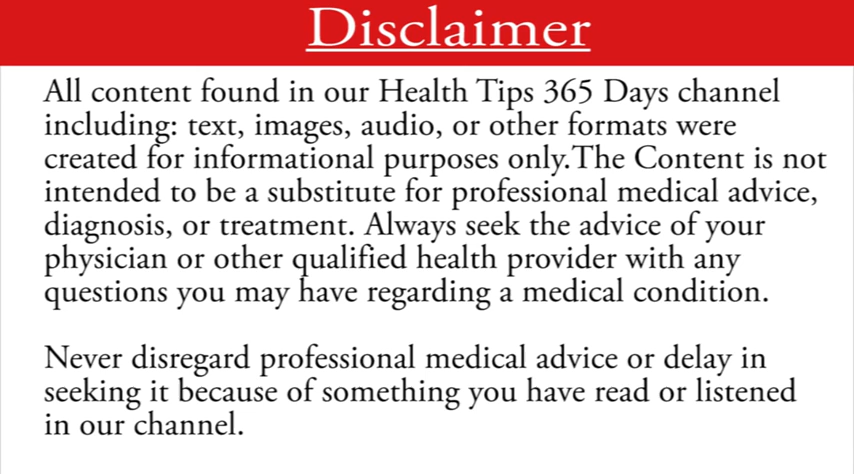 Disclaimer
All content found in our Health Tips 365 Days channel
including: text, images, audio, or other formats were
created for informational purposes only.The Content is not
intended to be a substitute for professional medical advice,
diagnosis, or treatment. Always seek the advice of your
physician or other qualified health provider with any
questions you may have regarding a medical condition.
Never disregard professional medical advice or delay in
seeking it because of something you have read or listened
in our channel.